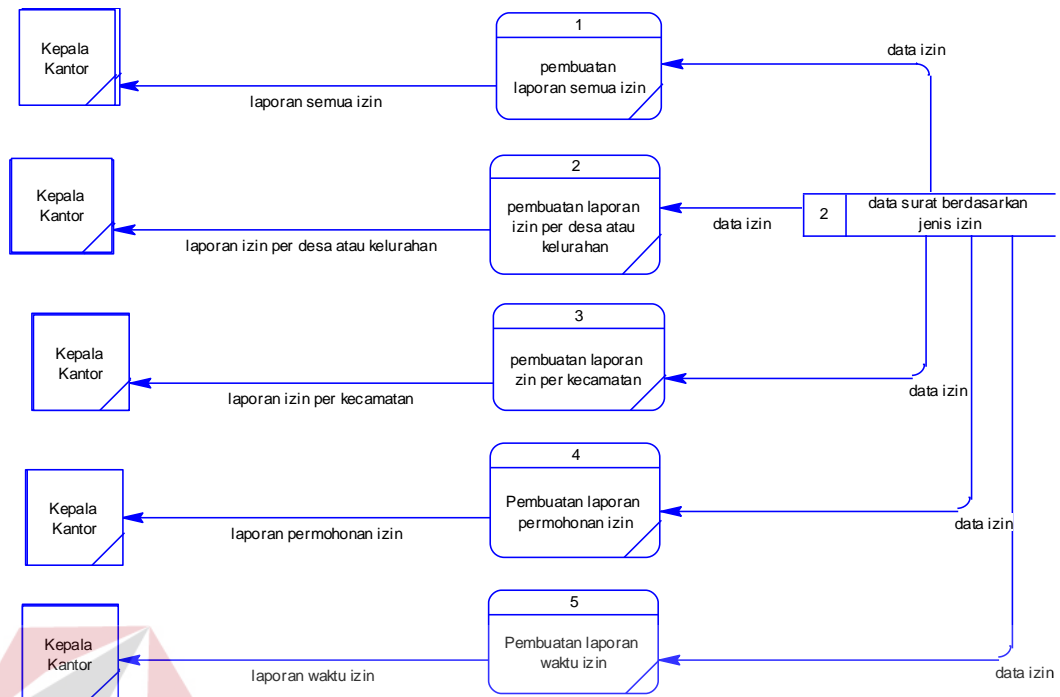 Kepala
Kantor
laporan semua izin
1
pembuatan
laporan semua izin
data izin
Kepala
Kantor
laporan izin per desa atau kelurahan
2
pembuatan laporan
izin per desa atau
kelurahan
data izin
2
data surat berdasarkan
jenis izin
Kepala
Kantor
laporan izin per kecamatan
3
pembuatan laporan
zin per kecamatan
data izin
Kepala
Kantor
laporan permohonan izin
4
Pembuatan laporan
permohonan izin
data izin
Kepala
Kantor
laporan waktu izin
5
Pembuatan laporan
waktu izin
data izin